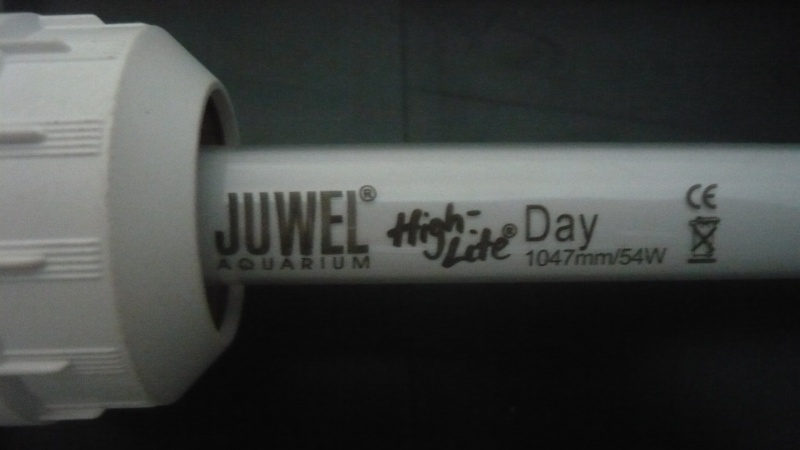 JUWEL®
AQUARIUM
High-
Lite®
Day
1047mm/54W
CE